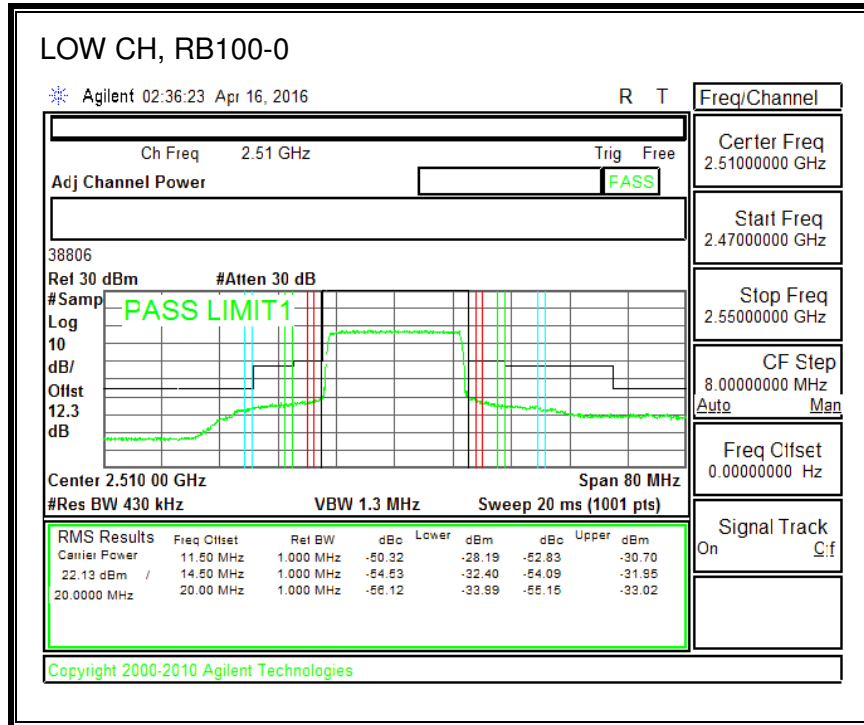 LOW CH, RB100-0
Agilent 02:36:23 Apr 16, 2016 R T
Freq/Channel
Ch Freq 2.51 GHz Trig Free
Adj Channel Power PASS
Center Freq
2.51000000 GHz
Start Freq
2.47000000 GHz
38806
Ref 30 dBm #Atten 30 dB
#Samp
Log
10
dB/
Offst
12.3
dB
PASS LIMIT1
Stop Freq
2.55000000 GHz
CF Step
8.00000000 MHz
Auto Man
Freq Offset
0.00000000 Hz
Center 2.510 00 GHz Span 80 MHz
#Res BW 430 kHz VBW 1.3 MHz Sweep 20 ms (1001 pts)
Signal Track
On Off
RMS Results Freq Offset Ref BW dBc Lower dBm dBc Upper dBm
Carrier Power 11.50 MHz 1.000 MHz -50.32 -28.19 -52.83 -30.70
22.13 dBm / 14.50 MHz 1.000 MHz -54.53 -32.40 -54.09 -31.95
20.0000 MHz 20.00 MHz 1.000 MHz -56.12 -33.99 -55.15 -33.02
Copyright 2000-2010 Agilent Technologies